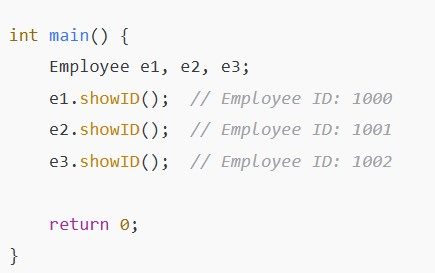 int main() {
    Employee e1, e2, e3;
    e1.showID();  // Employee ID: 1000
    e2.showID();  // Employee ID: 1001
    e3.showID();  // Employee ID: 1002

    return 0;
}